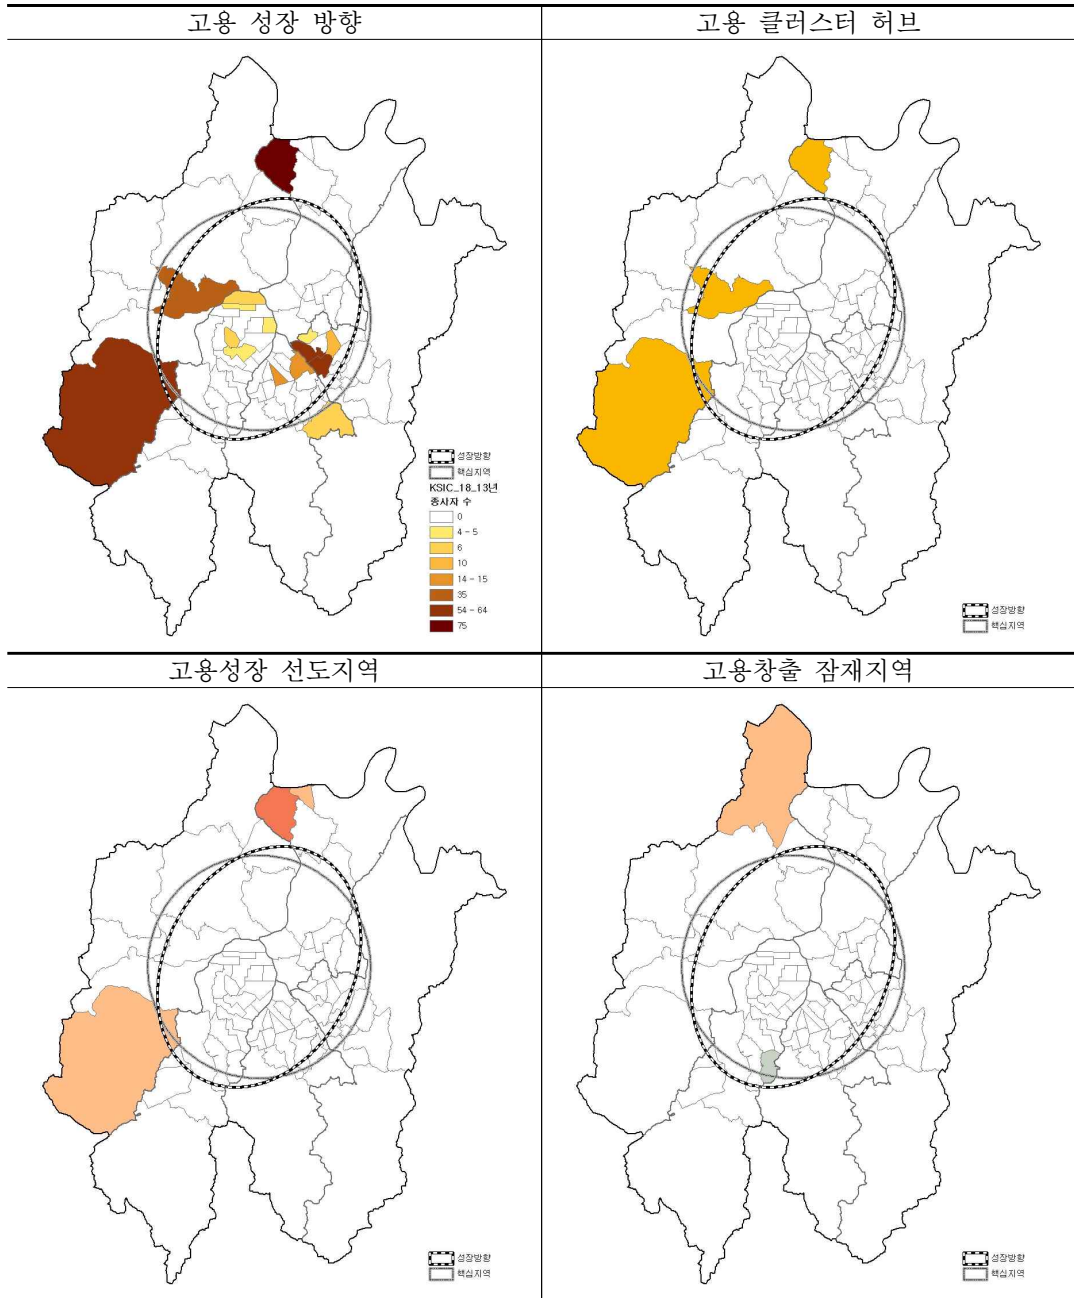 고용 성장 방향
고용 클러스터 허브
성장방향
핵심지역
KSIC_18_13년
종사자 수
0
4 - 5
6
10
14 - 15
35
54 - 64
75
성장방향
핵심지역
고용성장 선도지역
고용창출 잠재지역
성장방향
핵심지역
성장방향
핵심지역